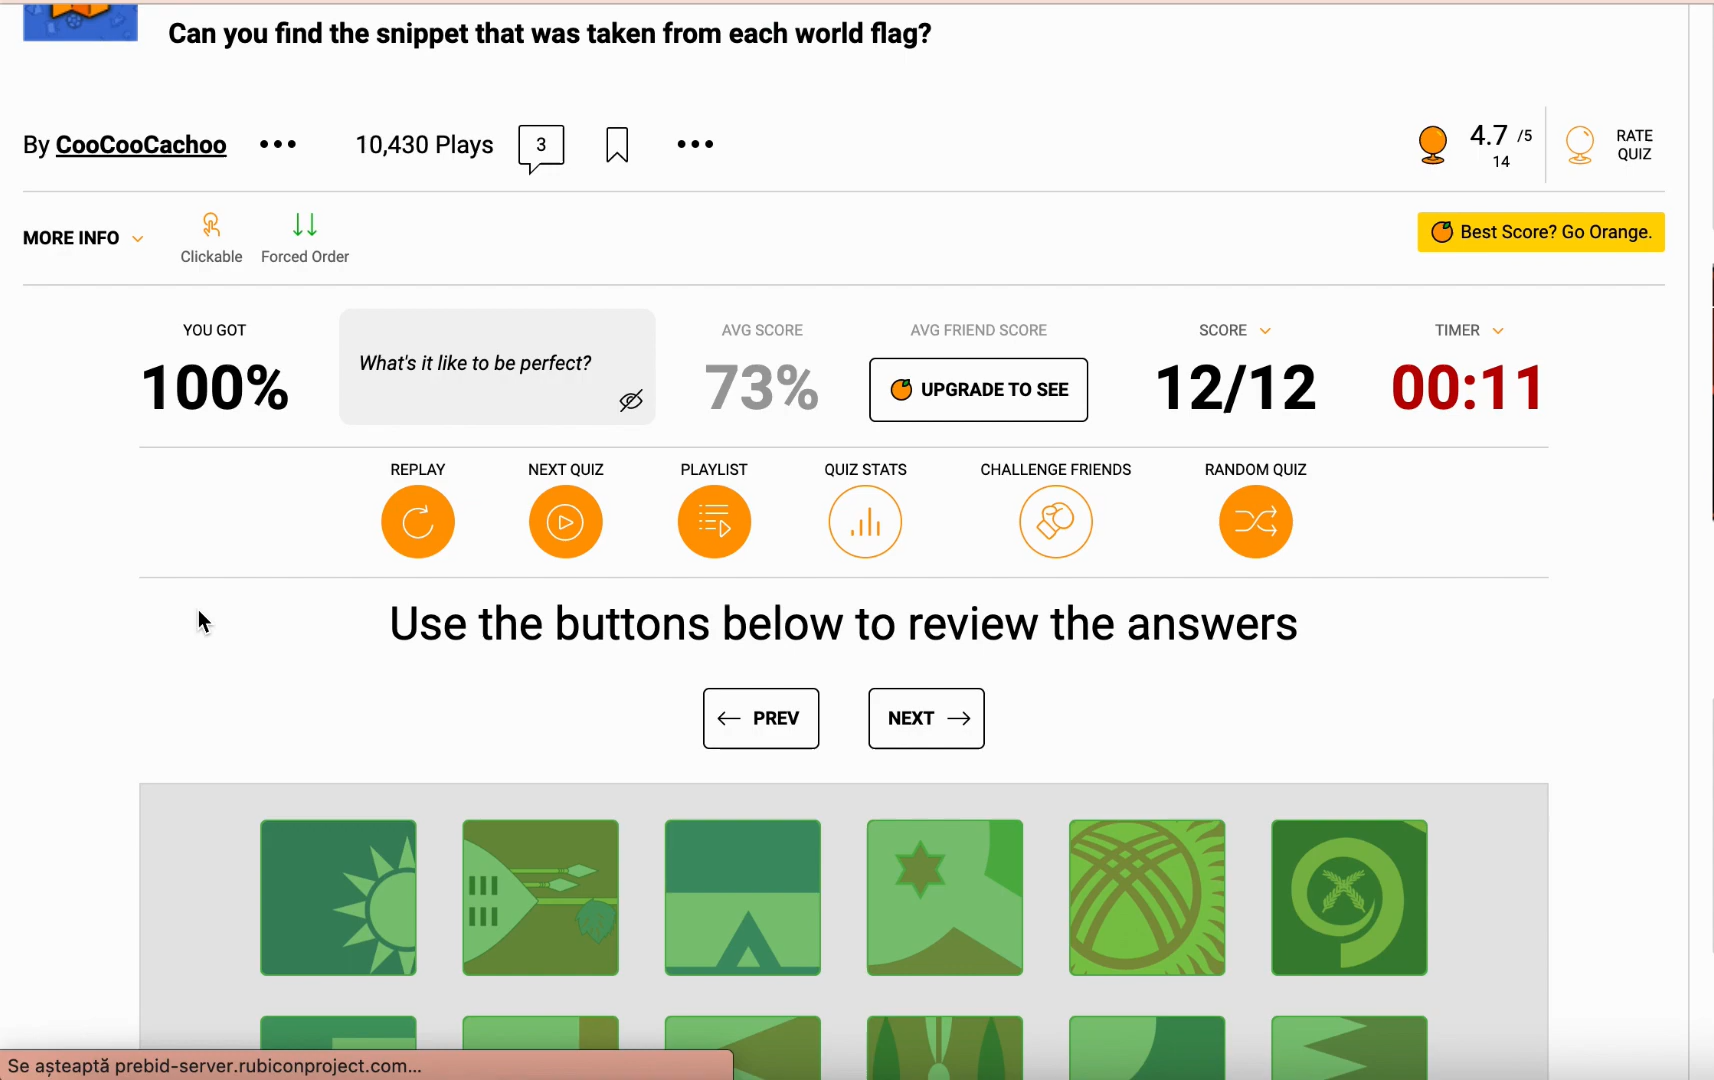 Can you find the snippet that was taken from each world flag?
By CooCooCachoo
10,430 Plays
3
4.7 /5
14
RATE
QUIZ
MORE INFO
Clickable
Forced Order
Best Score? Go Orange.
YOU GOT
100%
What's it like to be perfect?
AVG SCORE
73%
AVG FRIEND SCORE
UPGRADE TO SEE
SCORE
12/12
TIMER
00:11
REPLAY
NEXT QUIZ
PLAYLIST
QUIZ STATS
CHALLENGE FRIENDS
RANDOM QUIZ
Use the buttons below to review the answers
PREV
NEXT
Se așteaptă prebid-server.rubiconproject.com...